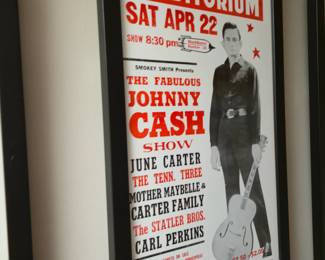 SAT APR 22
SHOW 8:30 pm
SMOKEY SMITH Presents
THE FABULOUS
JOHNNY
CASH
SHOW
JUNE CARTER
THE TENN. THREE
MOTHER MAYBELLE &
CARTER FAMILY
THE STATLER BROS.
CARL PERKINS